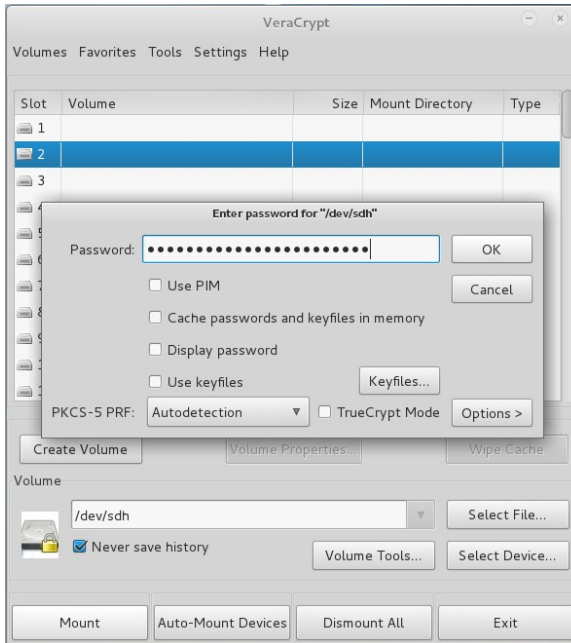 VeraCrypt
Volumes Favorites Tools Settings Help
Slot Volume Size Mount Directory Type
1
2
3
Enter password for "/dev/sdh"
Password: ••••••••••••••••••••••• OK
Use PIM Cancel
Cache passwords and keyfiles in memory
Display password
Use keyfiles Keyfiles...
PKCS-5 PRF: Autodetection TrueCrypt Mode Options >
Create Volume Volume Properties... Wipe Cache
Volume
/dev/sdh Select File...
Never save history Volume Tools... Select Device...
Mount Auto-Mount Devices Dismount All Exit